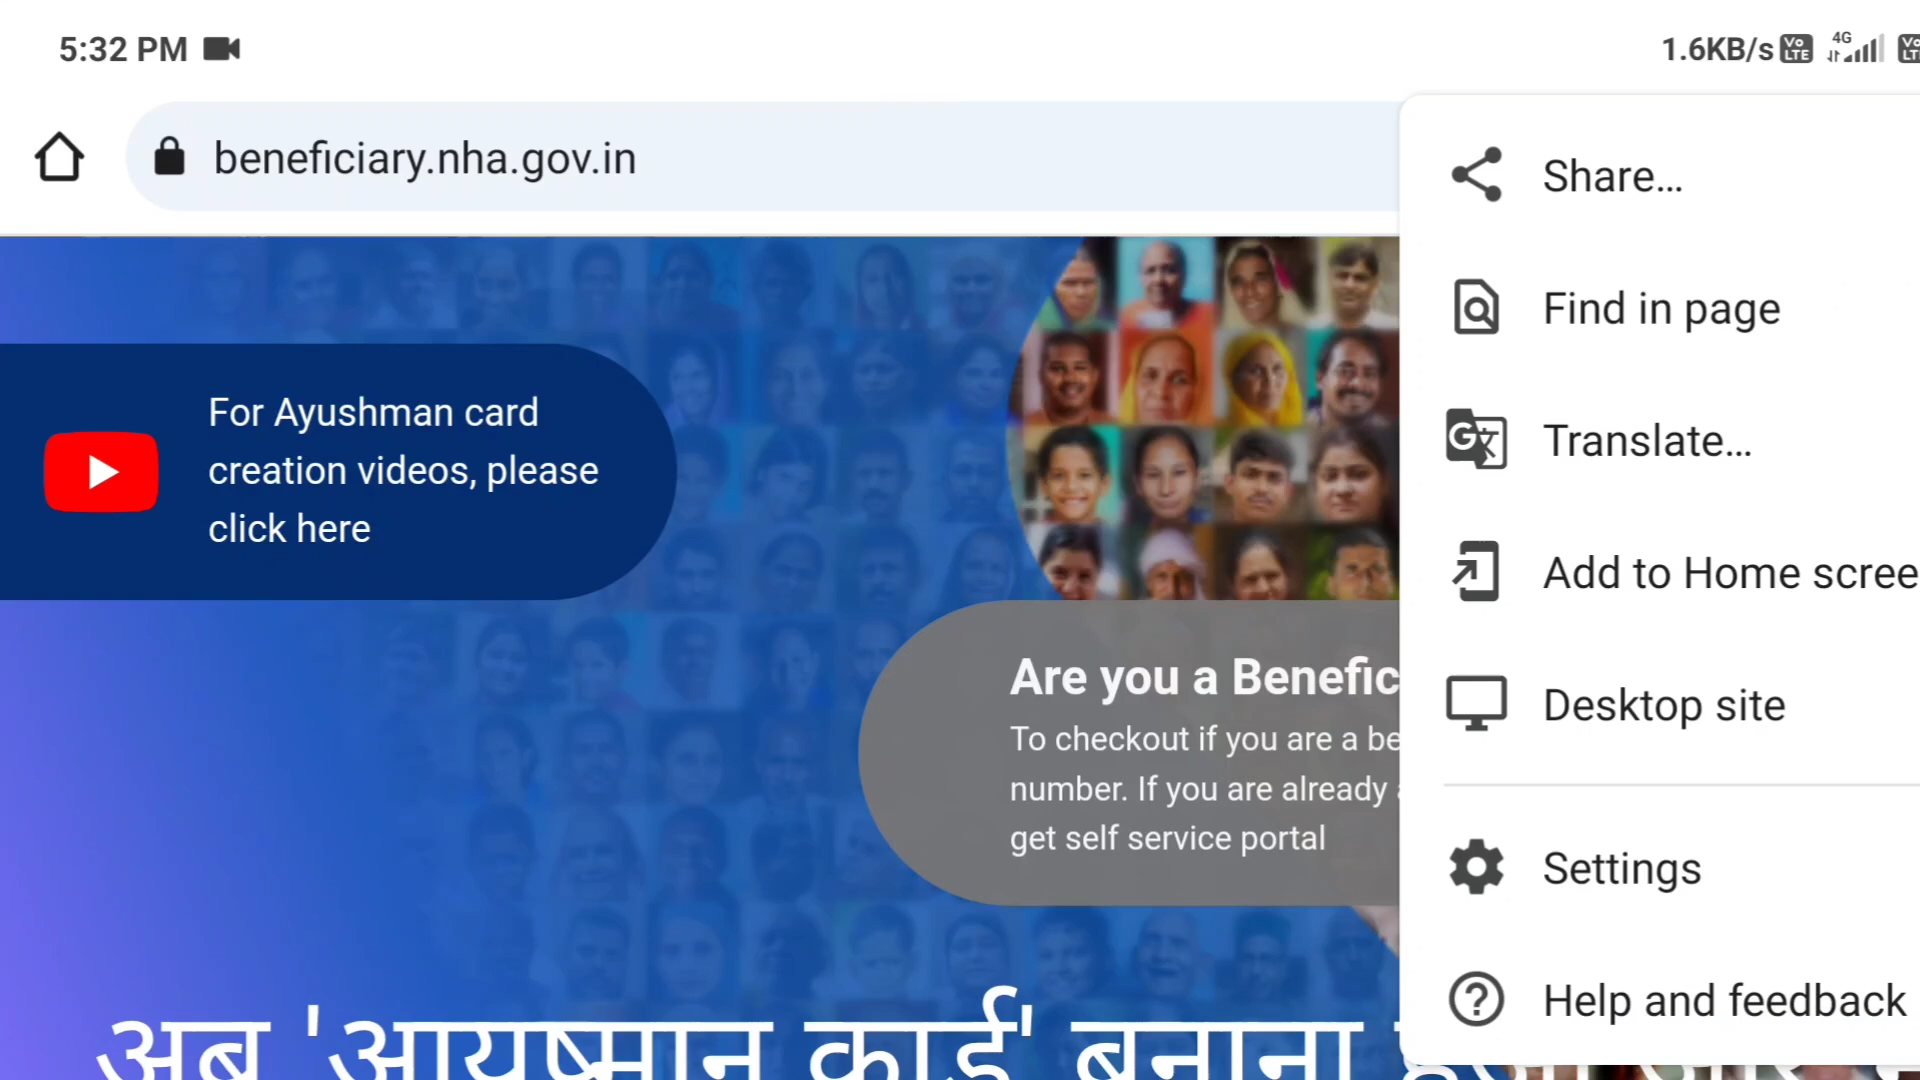 5:32 PM
1.6KB/s Vo LTE 4G
beneficiary.nha.gov.in
For Ayushman card
creation videos, please
click here
Are you a Benefic
To checkout if you are a be
number. If you are already
get self service portal
अब 'आयुष्मान कार्ड' बनाना
Share...
Find in page
Translate...
Add to Home scree
Desktop site
Settings
Help and feedback